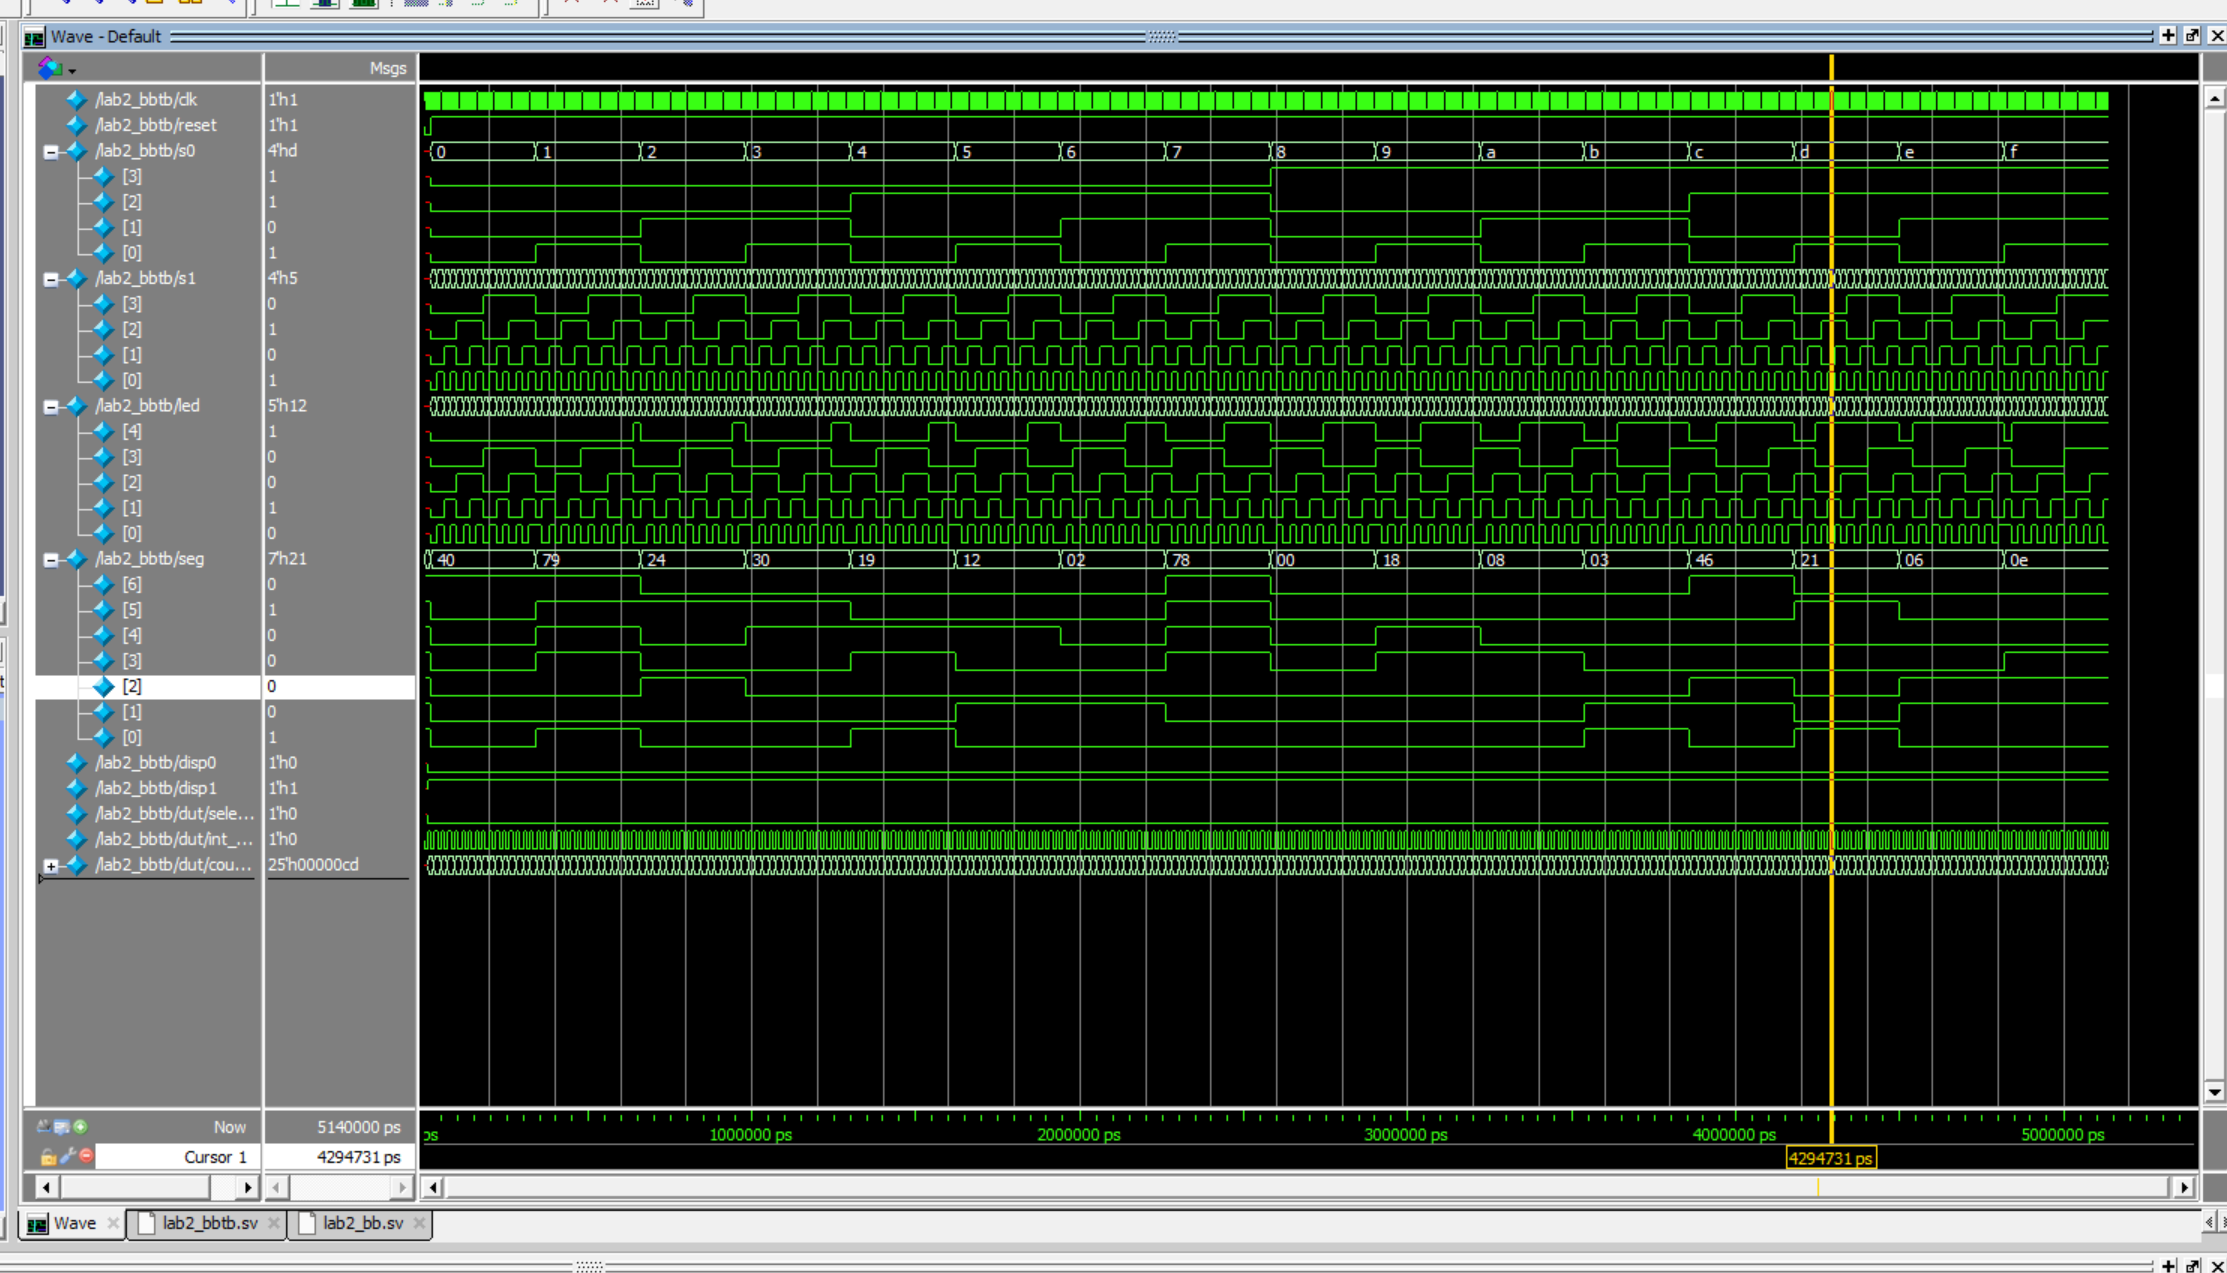 Wave - Default
Msgs
/lab2_bbtb/clk 1'h1
/lab2_bbtb/reset 1'h1
/lab2_bbtb/s0 4'hd 0 1 2 3 4 5 6 7 8 9 a b c d e f
[3] 1
[2] 1
[1] 0
[0] 1
/lab2_bbtb/s1 4'h5
[3] 0
[2] 1
[1] 0
[0] 1
/lab2_bbtb/led 5'h12
[4] 1
[3] 0
[2] 0
[1] 1
[0] 0
/lab2_bbtb/seg 7'h21 40 79 24 30 19 12 02 78 00 18 08 03 46 21 06 0e
[6] 0
[5] 1
[4] 0
[3] 0
[2] 0
[1] 0
[0] 1
/lab2_bbtb/disp0 1'h0
/lab2_bbtb/disp1 1'h1
/lab2_bbtb/dut/sele... 1'h0
/lab2_bbtb/dut/int_... 1'h0
/lab2_bbtb/dut/cou... 25'h00000cd
Now 5140000 ps ps 1000000 ps 2000000 ps 3000000 ps 4000000 ps 5000000 ps
Cursor 1 4294731 ps 4294731 ps
Wave lab2_bbtb.sv lab2_bb.sv